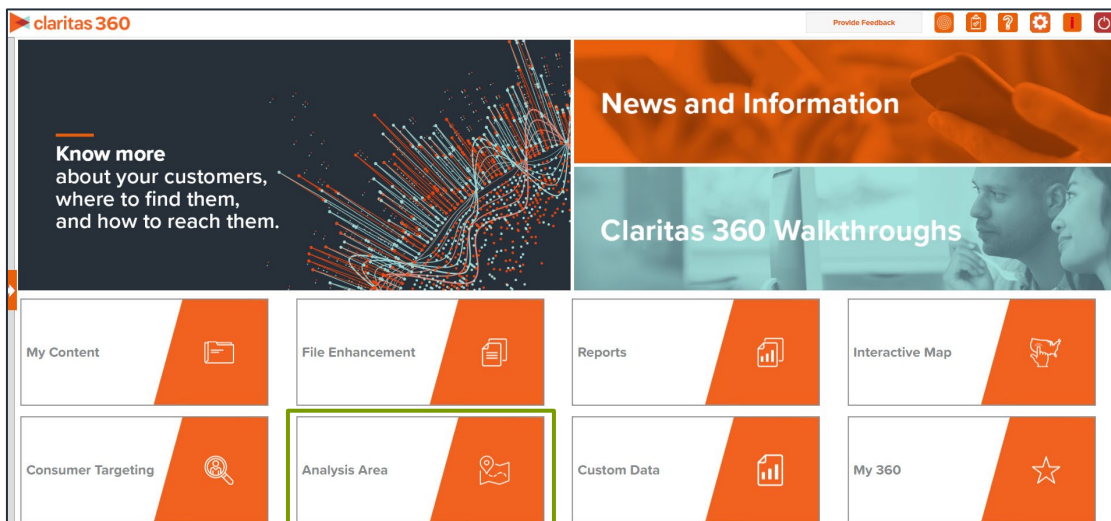 claritas 360
Provide Feedback
Know more
about your customers,
where to find them,
and how to reach them.
News and Information
Claritas 360 Walkthroughs
My Content
File Enhancement
Reports
Interactive Map
Consumer Targeting
Analysis Area
Custom Data
My 360